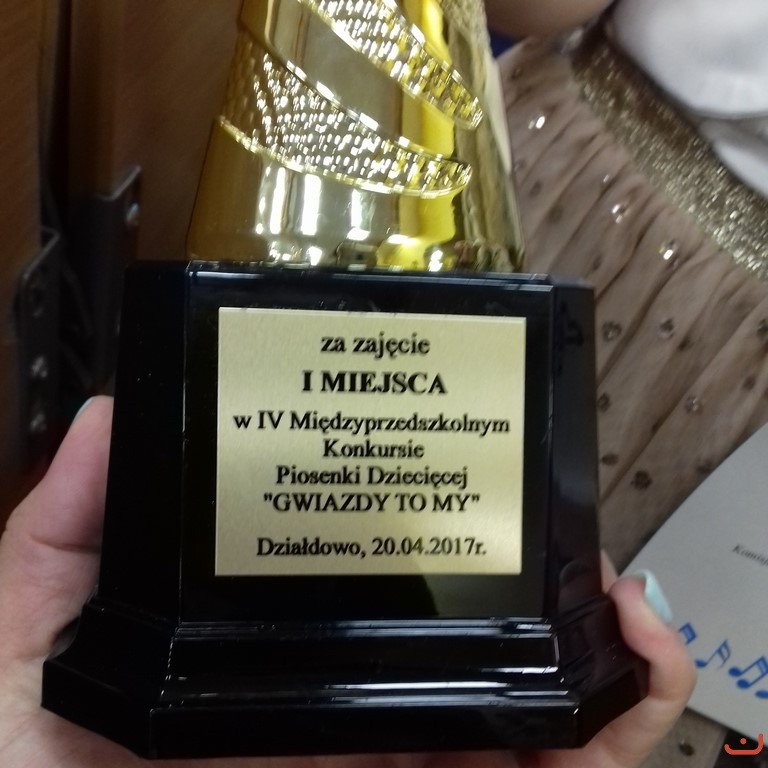 za zajęcie
I MIEJSCA
w IV Międzyprzedszkolnym
Konkursie
Piosenki Dziecięcej
"GWIAZDY TO MY"
Działdowo, 20.04.2017r.